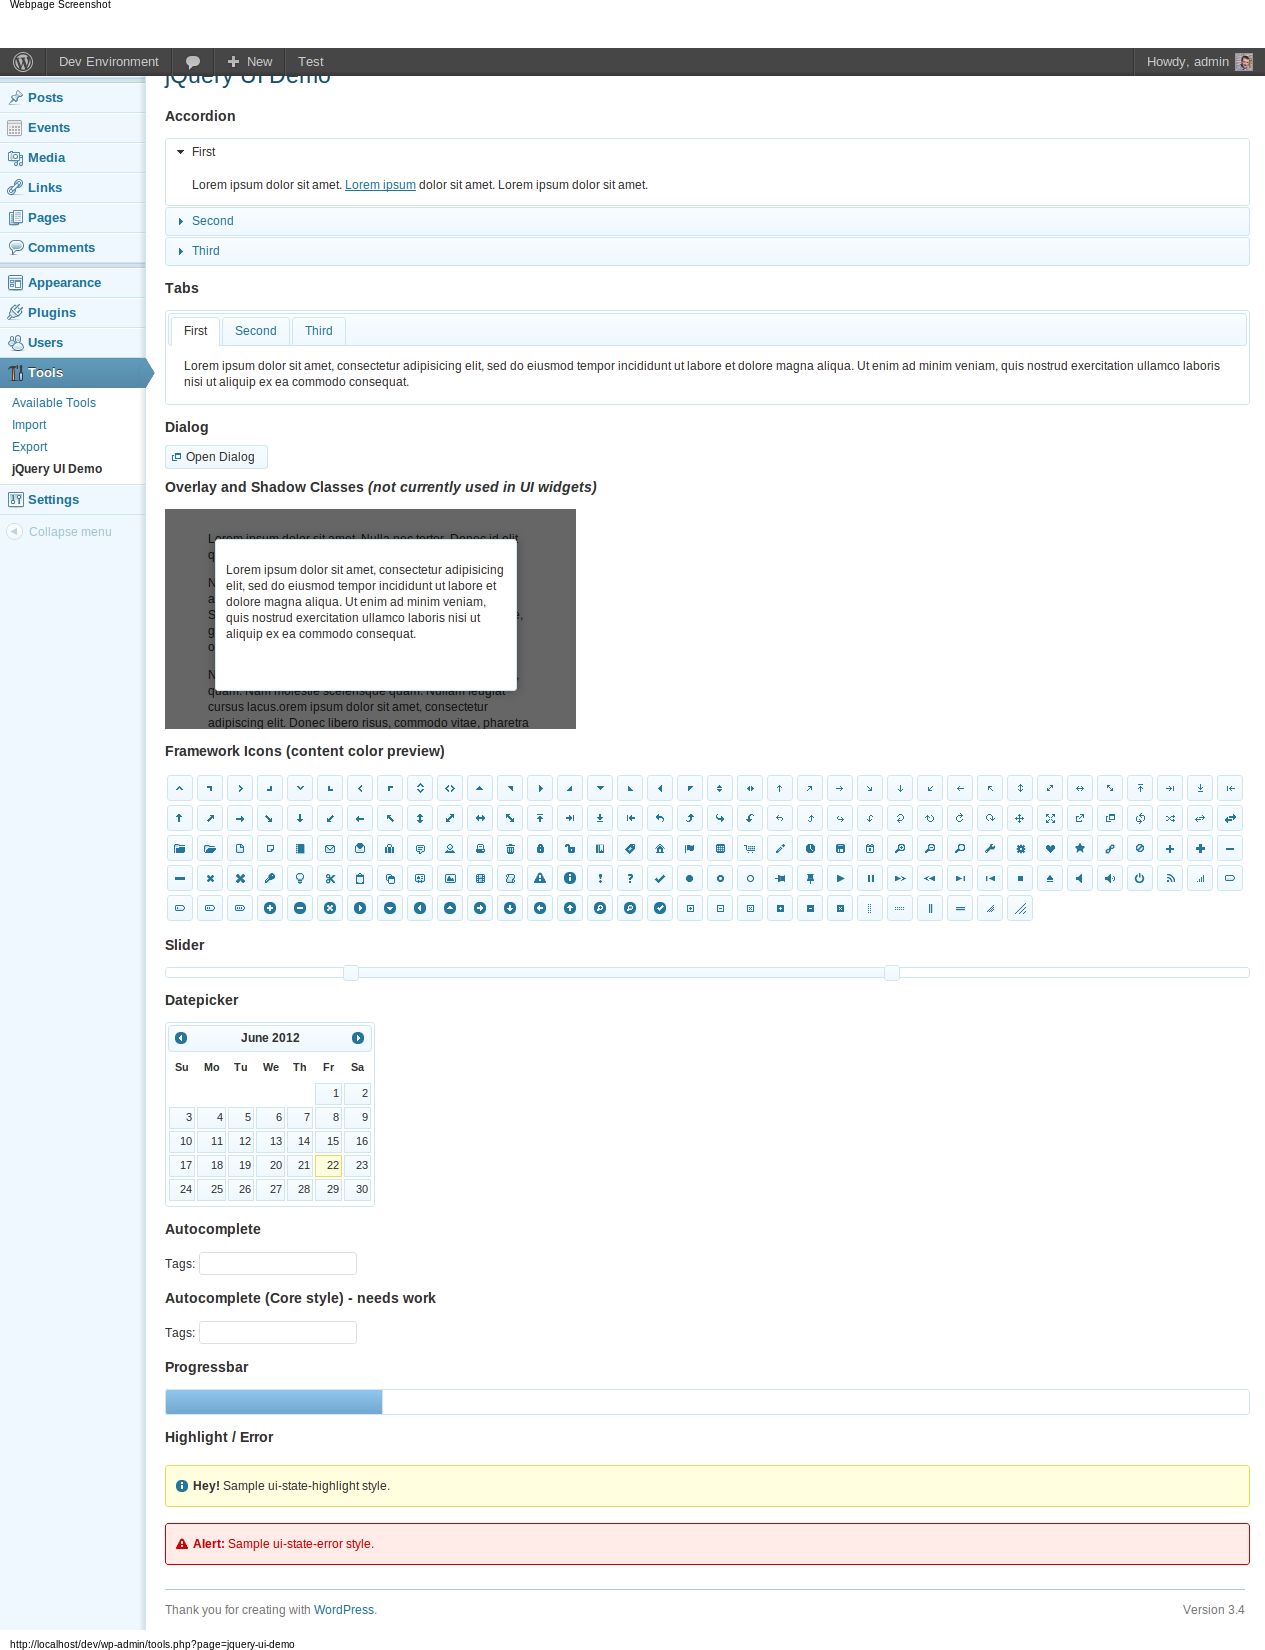 Webpage Screenshot
Dev Environment
New
Test
Howdy, admin
jQuery UI Demo
Posts
Events
Media
Links
Pages
Comments
Appearance
Plugins
Users
Tools
Available Tools
Import
Export
jQuery UI Demo
Settings
Collapse menu
Accordion
First
Lorem ipsum dolor sit amet. Lorem ipsum dolor sit amet. Lorem ipsum dolor sit amet.
Second
Third
Tabs
First
Second
Third
Lorem ipsum dolor sit amet, consectetur adipisicing elit, sed do eiusmod tempor incididunt ut labore et dolore magna aliqua. Ut enim ad minim veniam, quis nostrud exercitation ullamco laboris
nisi ut aliquip ex ea commodo consequat.
Dialog
Open Dialog
Overlay and Shadow Classes (not currently used in UI widgets)
Lorem ipsum dolor sit amet. Nulla nec tortor. Donec id elit
Lorem ipsum dolor sit amet, consectetur adipisicing
elit, sed do eiusmod tempor incididunt ut labore et
dolore magna aliqua. Ut enim ad minim veniam,
quis nostrud exercitation ullamco laboris nisi ut
aliquip ex ea commodo consequat.
quam. Nam molestie scelerisque quam. Nullam feugiat
cursus lacus.orem ipsum dolor sit amet, consectetur
adipiscing elit. Donec libero risus, commodo vitae, pharetra
Framework Icons (content color preview)
Slider
Datepicker
June 2012
Su Mo Tu We Th Fr Sa
1 2
3 4 5 6 7 8 9
10 11 12 13 14 15 16
17 18 19 20 21 22 23
24 25 26 27 28 29 30
Autocomplete
Tags:
Autocomplete (Core style) - needs work
Tags:
Progressbar
Highlight / Error
Hey! Sample ui-state-highlight style.
Alert: Sample ui-state-error style.
Thank you for creating with WordPress.
Version 3.4
http://localhost/dev/wp-admin/tools.php?page=jquery-ui-demo